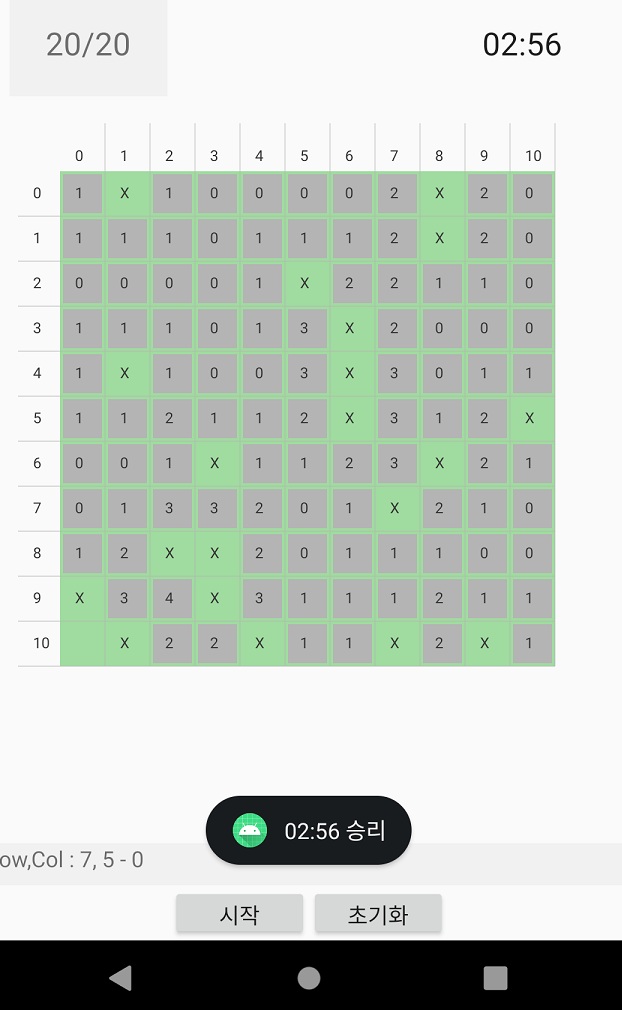 20/20 02:56
0 1 2 3 4 5 6 7 8 9 10
0 1 X 1 0 0 0 0 2 X 2 0
1 1 1 1 0 1 1 1 2 X 2 0
2 0 0 0 0 1 X 2 2 1 1 0
3 1 1 1 0 1 3 X 2 0 0 0
4 1 X 1 0 0 3 X 3 0 1 1
5 1 1 2 1 1 2 X 3 1 2 X
6 0 0 1 X 1 1 2 3 X 2 1
7 0 1 3 3 2 0 1 X 2 1 0
8 1 2 X X 2 0 1 1 1 0 0
9 X 3 4 X 3 1 1 1 2 1 1
10 X 2 2 X 1 1 X 2 X 1
02:56 승리
ow,Col : 7, 5 - 0
시작 초기화